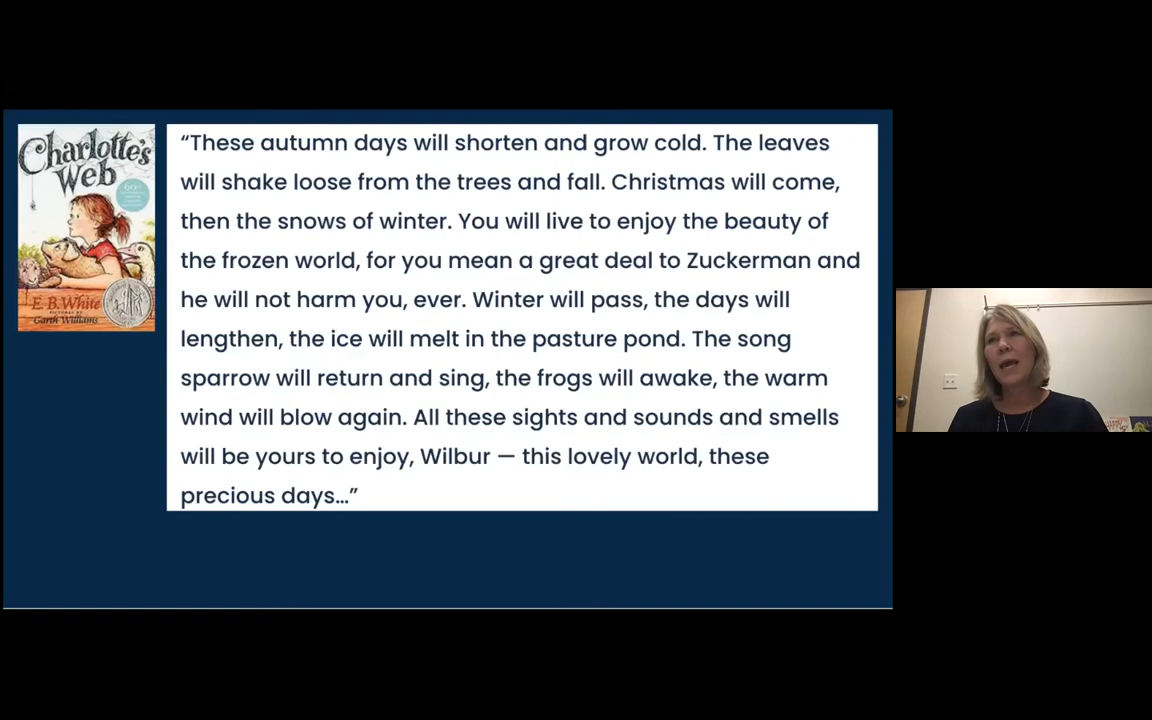 Charlotte's
Web
60th
E. B. White
PICTURES BY
Garth Williams
“These autumn days will shorten and grow cold. The leaves
will shake loose from the trees and fall. Christmas will come,
then the snows of winter. You will live to enjoy the beauty of
the frozen world, for you mean a great deal to Zuckerman and
he will not harm you, ever. Winter will pass, the days will
lengthen, the ice will melt in the pasture pond. The song
sparrow will return and sing, the frogs will awake, the warm
wind will blow again. All these sights and sounds and smells
will be yours to enjoy, Wilbur — this lovely world, these
precious days...”